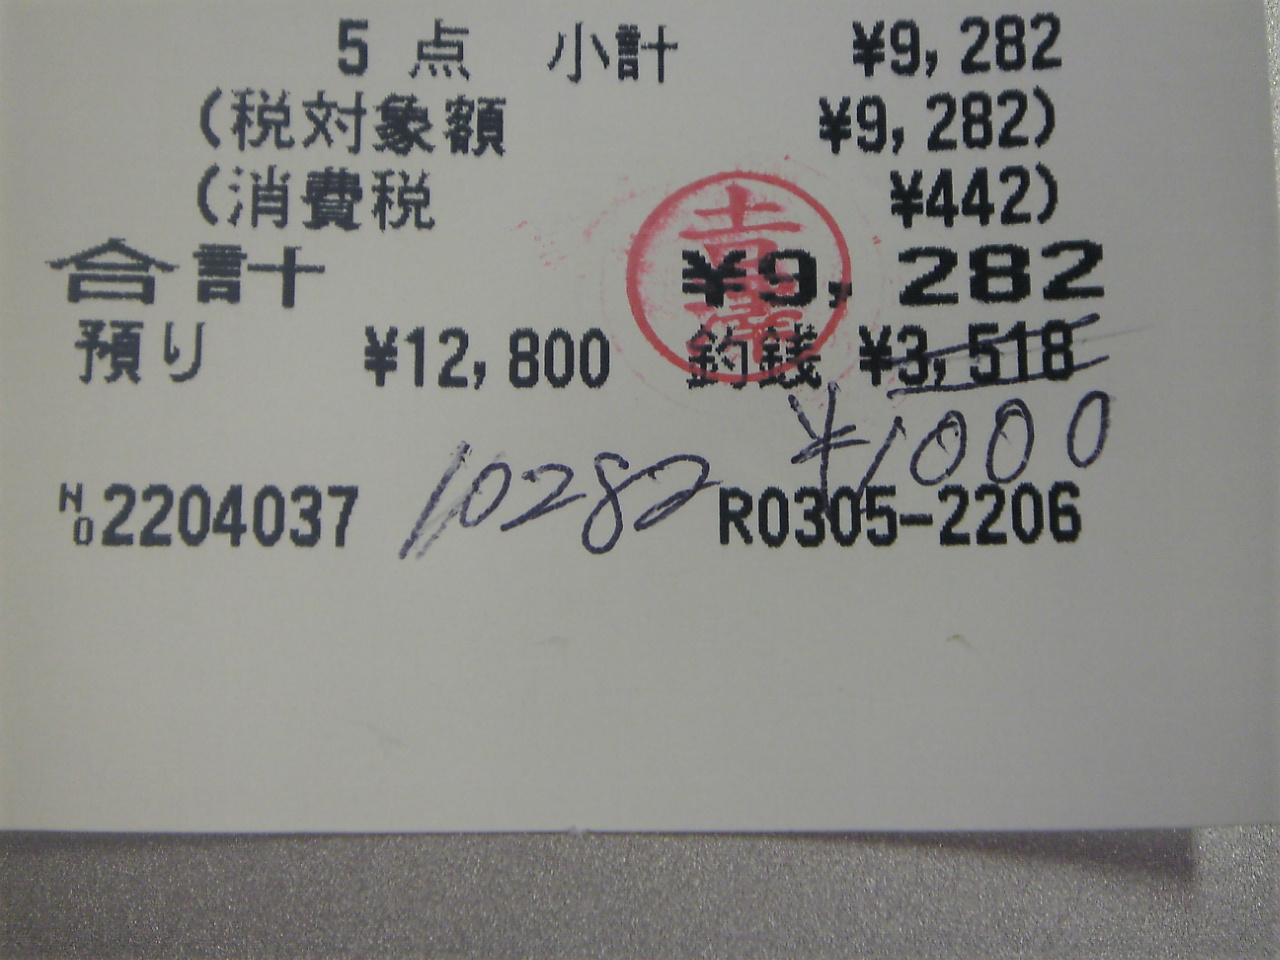 5点 小計 ¥9,282
(税対象額 ¥9,282)
(消費税 ¥442)
合計 ¥9,282
預り ¥12,800 釣銭 ¥3,518
¥1000
10282
№2204037 R0305-2206